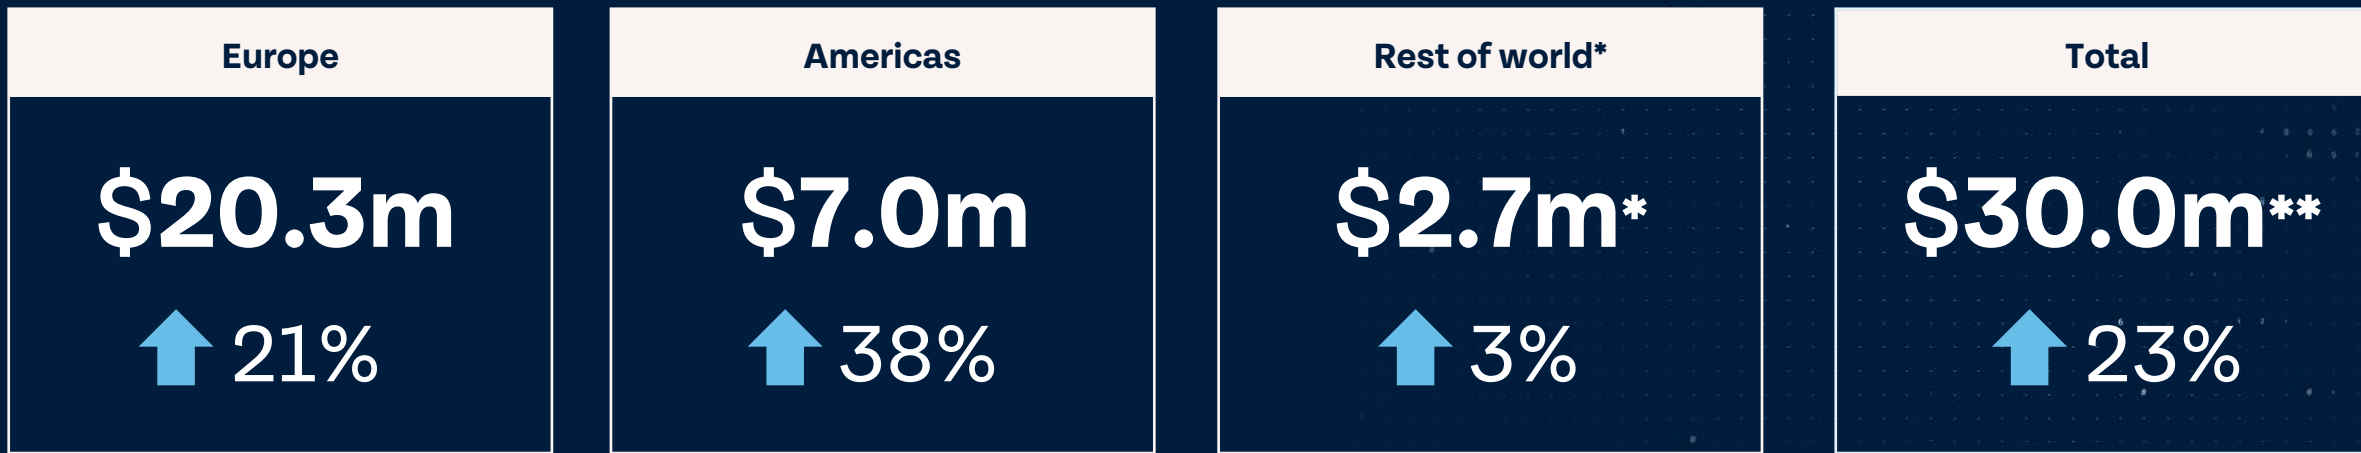 Europe
$20.3m
21%
Americas
$7.0m
38%
Rest of world*
$2.7m*
3%
Total
$30.0m**
23%